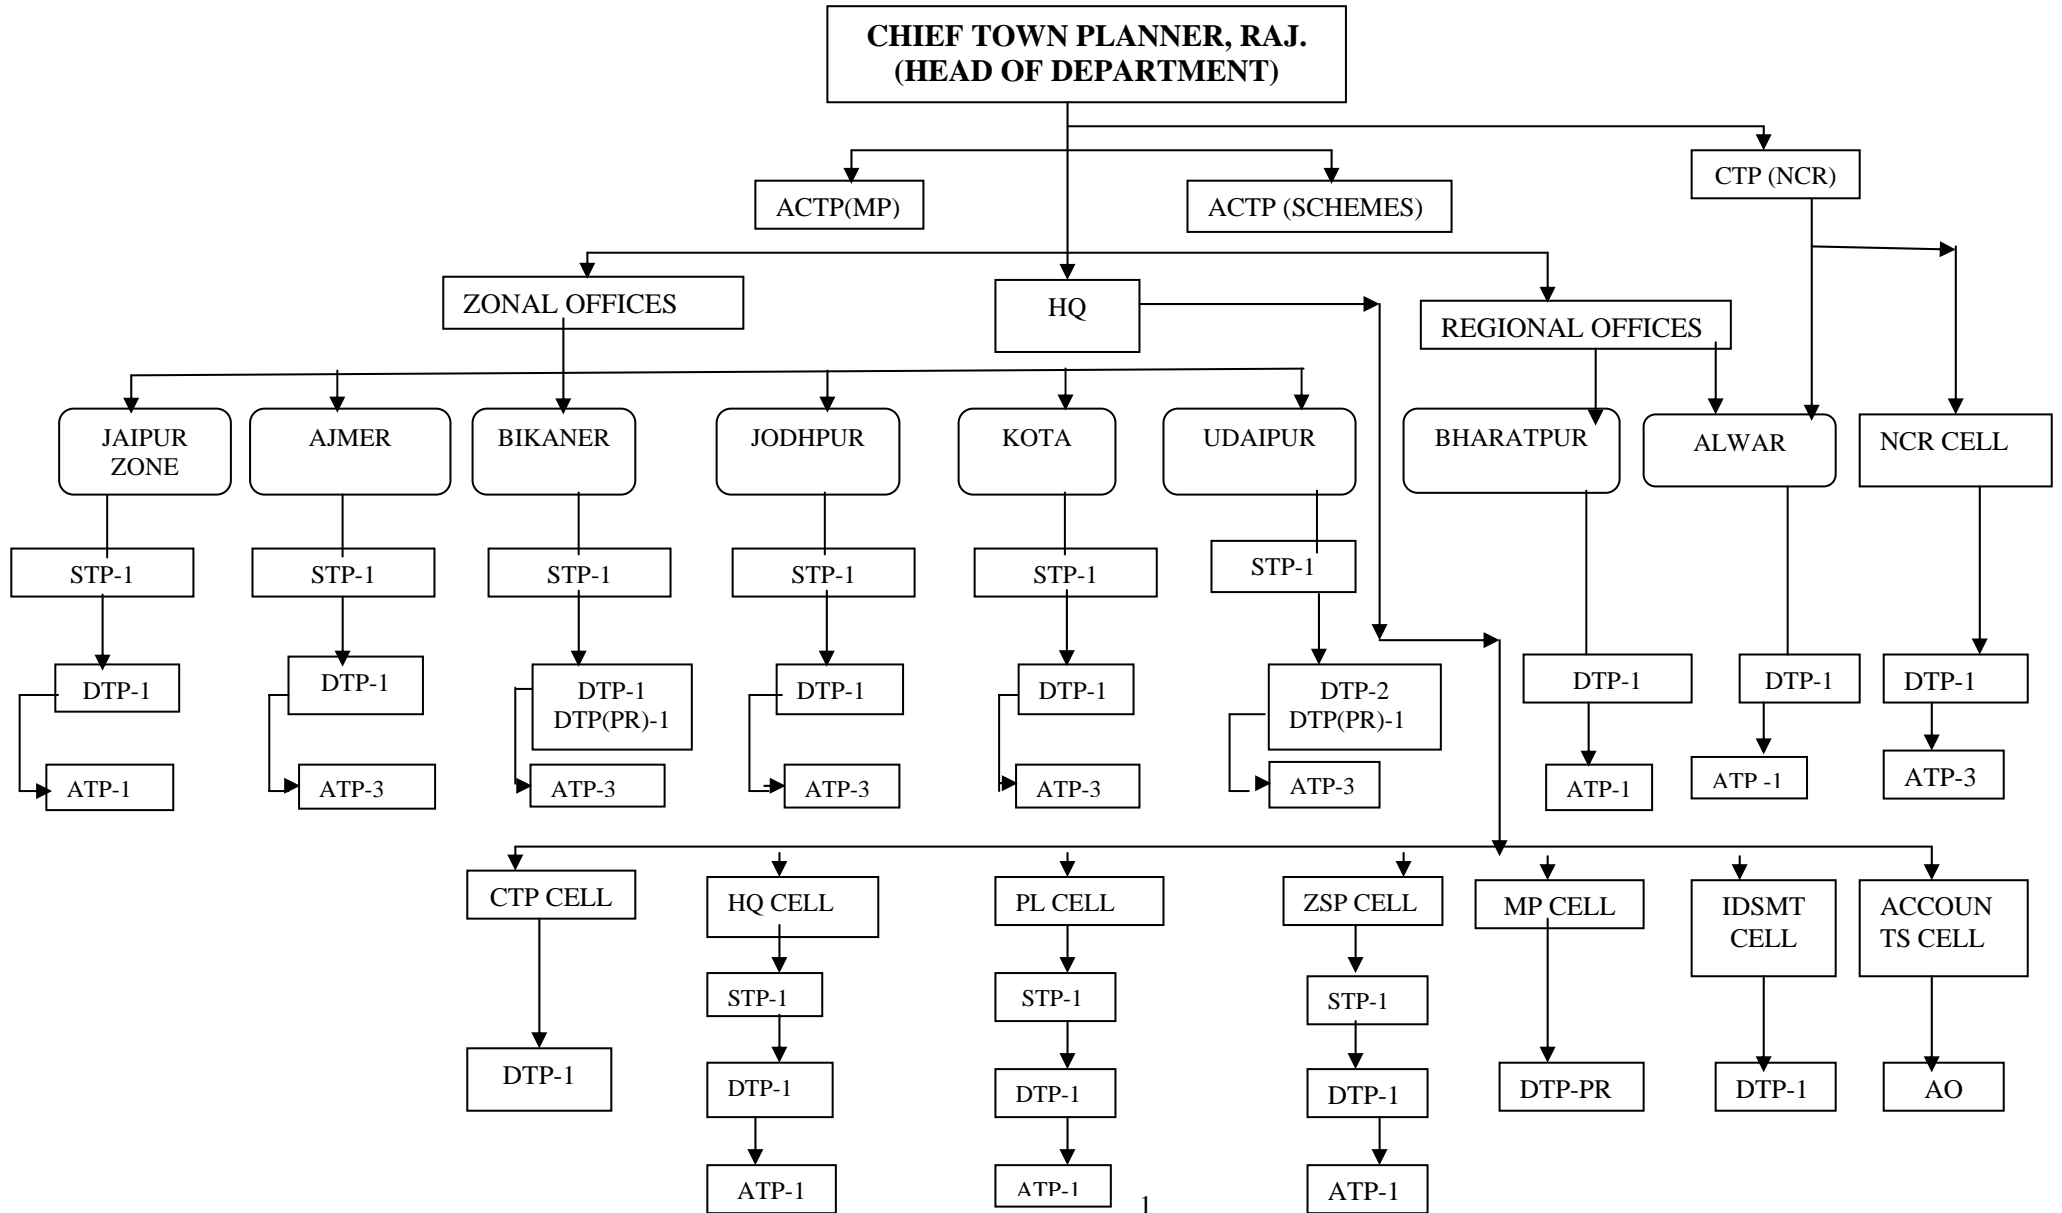 CHIEF TOWN PLANNER, RAJ.
(HEAD OF DEPARTMENT)
CTP (NCR)
ACTP(MP)
ACTP (SCHEMES)
ZONAL OFFICES
HQ
REGIONAL OFFICES
JAIPUR
ZONE
AJMER
BIKANER
JODHPUR
KOTA
UDAIPUR
BHARATPUR
ALWAR
NCR CELL
STP-1
STP-1
STP-1
STP-1
STP-1
STP-1
DTP-1
DTP-1
DTP-1
DTP(PR)-1
DTP-1
DTP-1
DTP-2
DTP(PR)-1
DTP-1
DTP-1
DTP-1
ATP-1
ATP-3
ATP-3
ATP-3
ATP-3
ATP-3
ATP-1
ATP -1
ATP-3
CTP CELL
HQ CELL
PL CELL
ZSP CELL
MP CELL
IDSMT
CELL
ACCOUN
TS CELL
STP-1
STP-1
STP-1
DTP-1
DTP-1
DTP-1
DTP-1
DTP-PR
DTP-1
AO
ATP-1
ATP-1
ATP-1
1